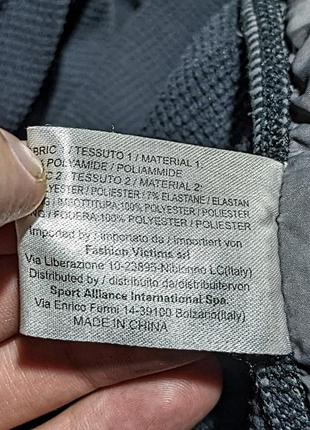 TESSUTO 1 / MATERIAL 1:
POLYAMIDE / POLIAMMIDE
2 / TESSUTO 2 / MATERIAL 2:
POLYESTER / POLIESTER / 7% ELASTANE / ELASTAN
/ IMBOTTITURA:100% POLYESTER / POLIESTER
/ FODERA:100% POLYESTER / POLIESTER
Imported by / importato da / importiert von
Fashion Victims srl
Via Liberazione 10-23895-Nibionno LC(Italy)
Distributed by / distribuito da/distribuitervon
Sport Alliance International Spa.
Via Enrico Fermi 14-39100 Bolzano(Italy)
MADE IN CHINA